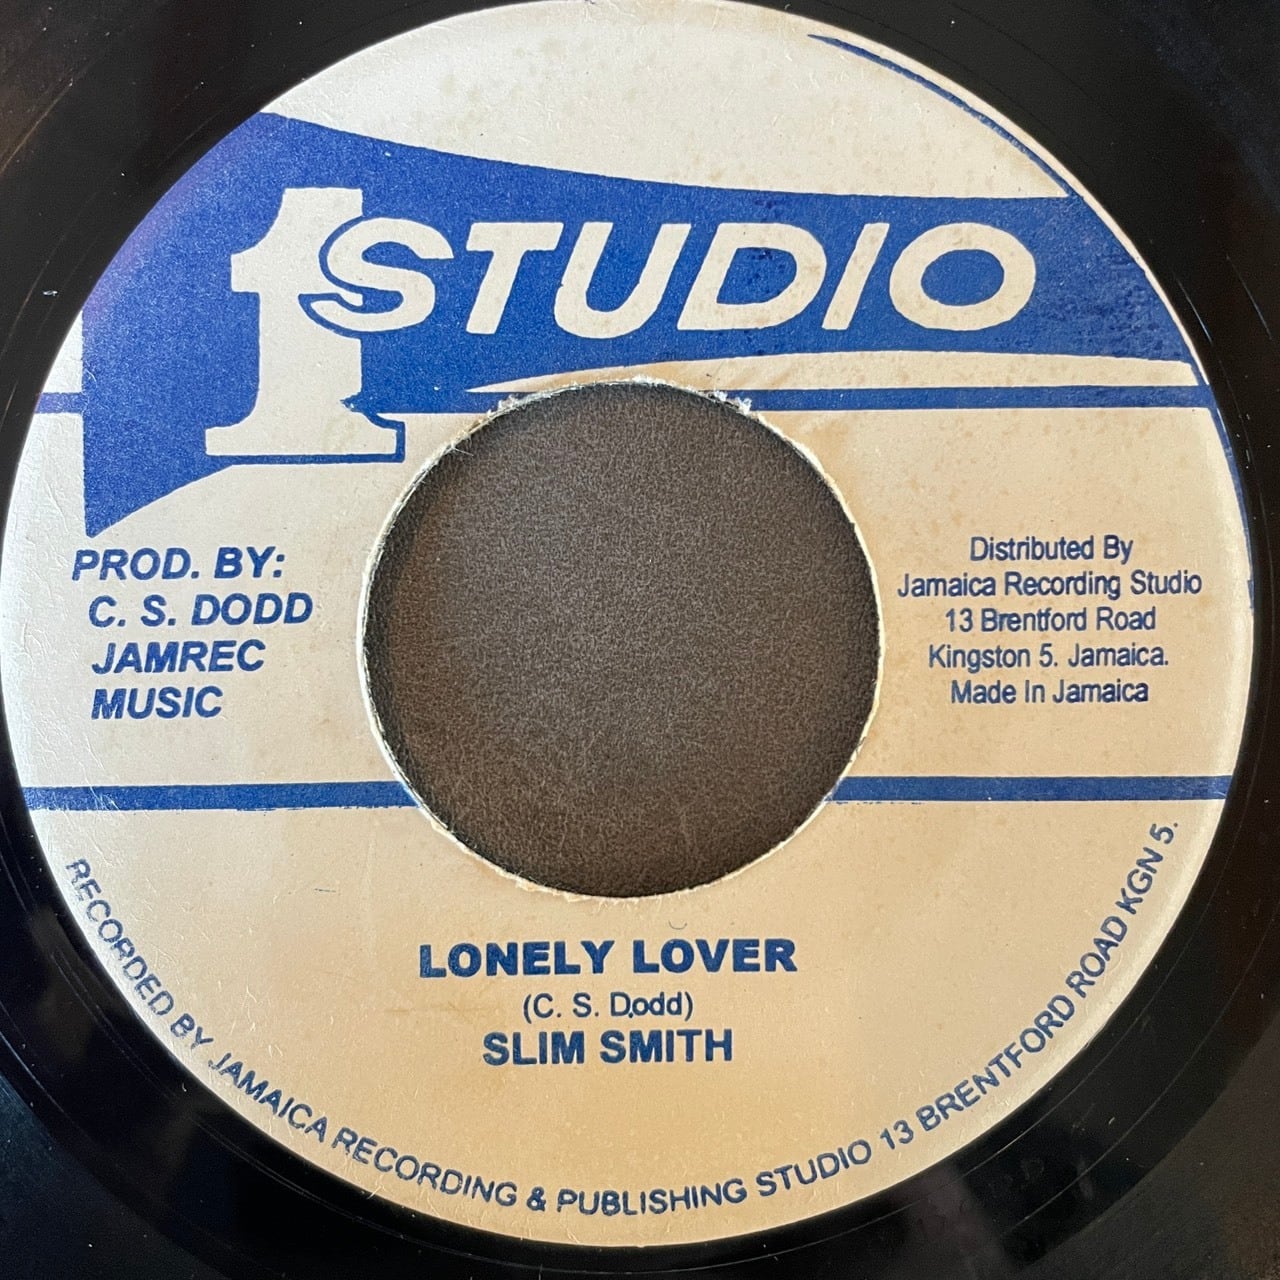 1 STUDIO
PROD. BY:
C. S. DODD
JAMREC
MUSIC
Distributed By
Jamaica Recording Studio
13 Brentford Road
Kingston 5. Jamaica.
Made In Jamaica
LONELY LOVER
(C. S. Dodd)
SLIM SMITH
RECORDED BY JAMAICA RECORDING & PUBLISHING STUDIO 13 BRENTFORD ROAD KGN 5.